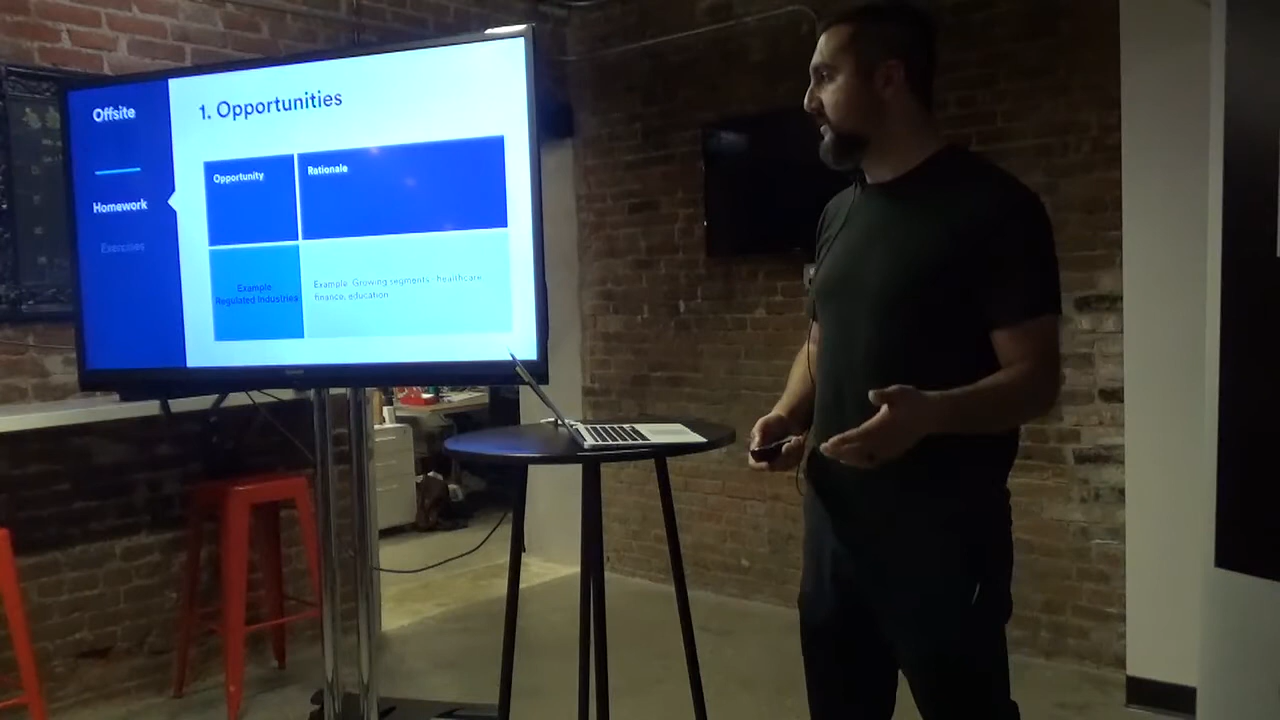 Offsite
Homework
Exercises
1. Opportunities
Opportunity
Rationale
Example
Regulated Industries
Example: Growing segments - healthcare
finance, education